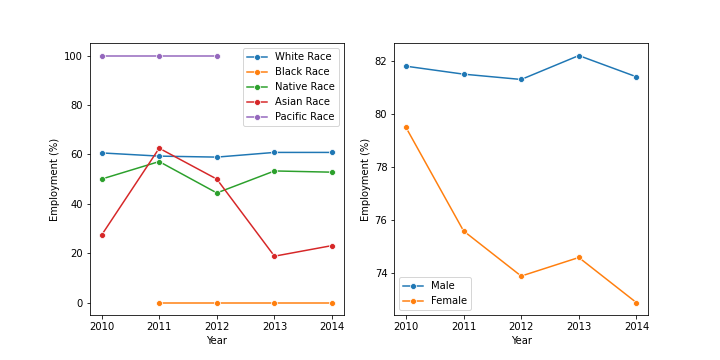 100
80
60
40
20
0
Employment (%)
2010 2011 2012 2013 2014
Year
White Race
Black Race
Native Race
Asian Race
Pacific Race
82
80
78
76
74
Employment (%)
2010 2011 2012 2013 2014
Year
Male
Female